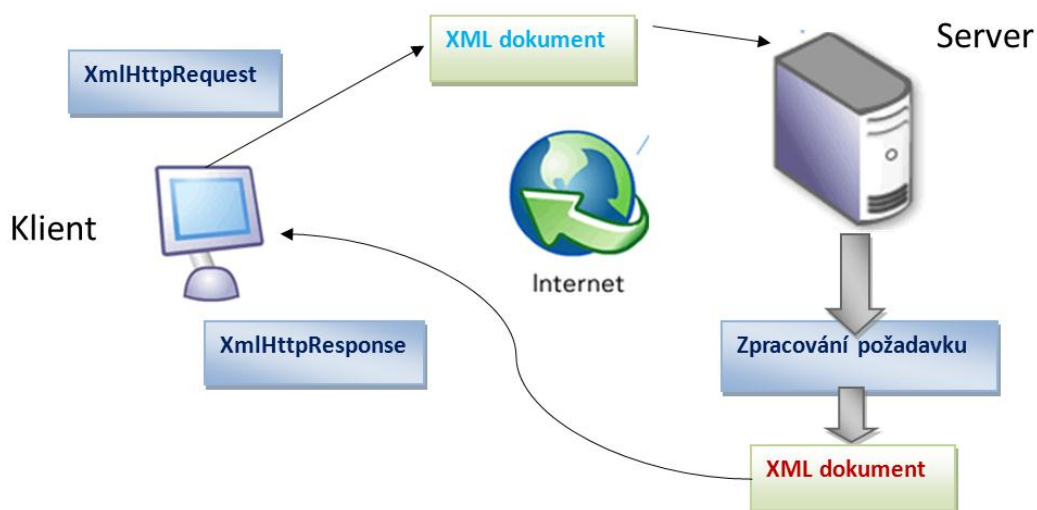 XML dokument
Server
XmlHttpRequest
Klient
Internet
XmlHttpResponse
Zpracování požadavku
XML dokument